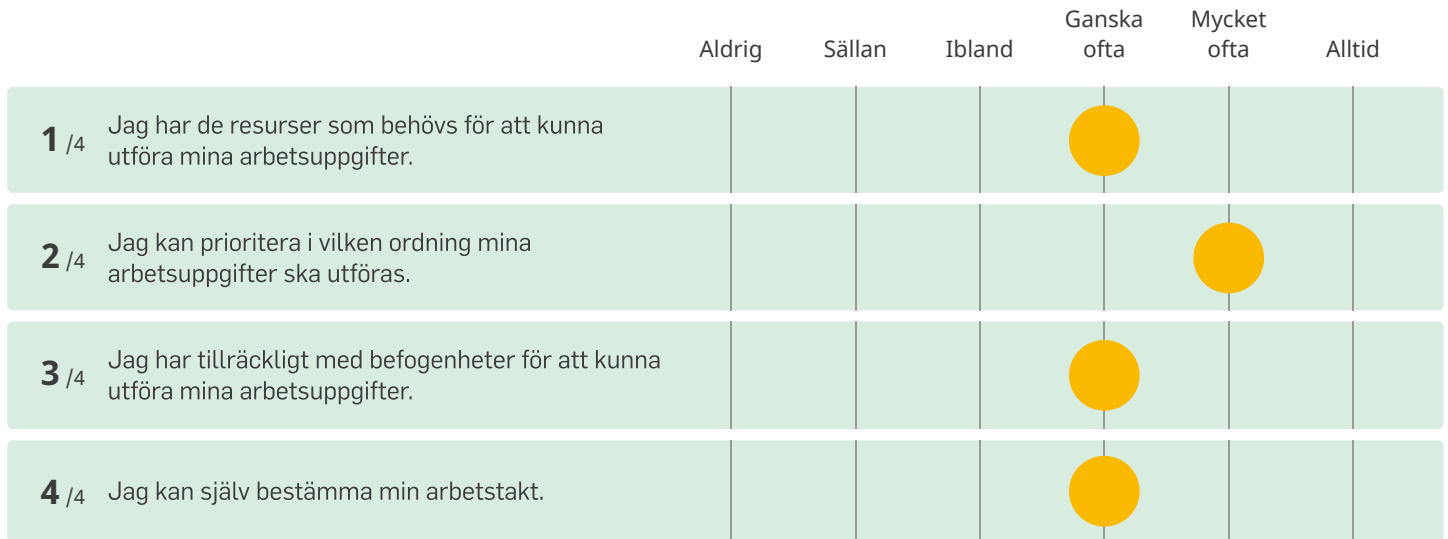 Aldrig Sällan Ibland Ganska ofta Mycket ofta Alltid
1 /4 Jag har de resurser som behövs för att kunna
utföra mina arbetsuppgifter.
2 /4 Jag kan prioritera i vilken ordning mina
arbetsuppgifter ska utföras.
3 /4 Jag har tillräckligt med befogenheter för att kunna
utföra mina arbetsuppgifter.
4 /4 Jag kan själv bestämma min arbetstakt.